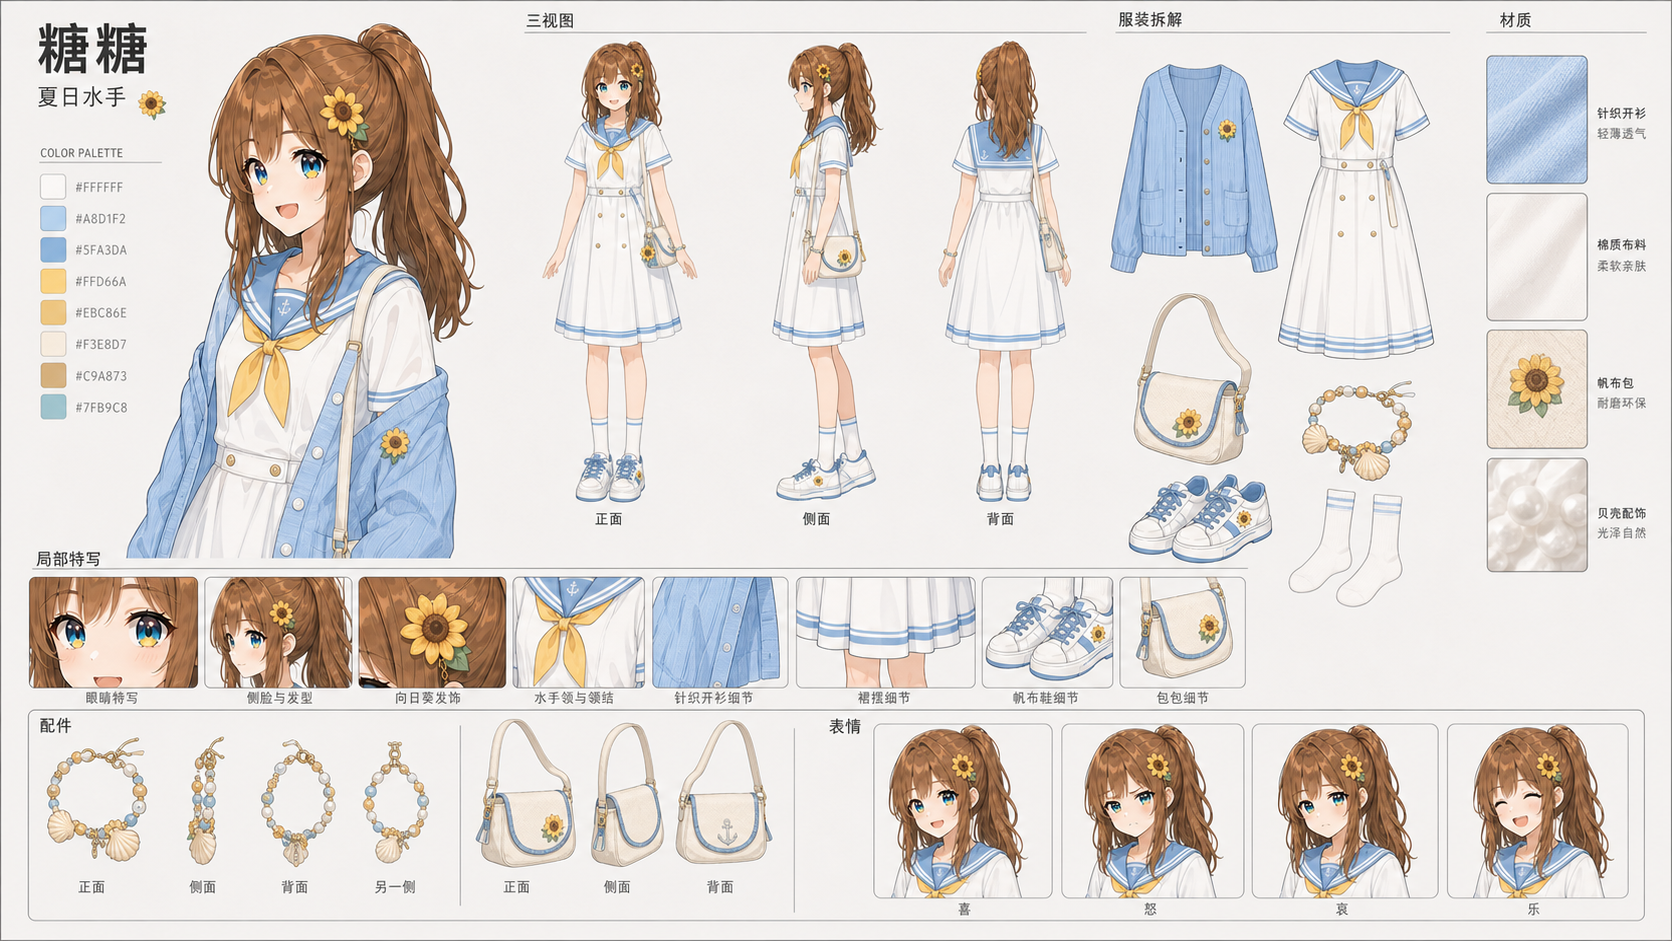 糖糖
夏日水手
COLOR PALETTE
#FFFFFF
#A8D1F2
#5FA3DA
#FFD66A
#EBC86E
#F3E8D7
#C9A873
#7FB9C8
三视图
正面
侧面
背面
服装拆解
材质
针织开衫
轻薄透气
棉质布料
柔软亲肤
帆布包
耐磨环保
贝壳配饰
光泽自然
局部特写
眼睛特写
侧脸与发型
向日葵发饰
水手领与领结
针织开衫细节
裙摆细节
帆布鞋细节
包包细节
配件
正面
侧面
背面
另一侧
正面
侧面
背面
表情
喜
怒
哀
乐